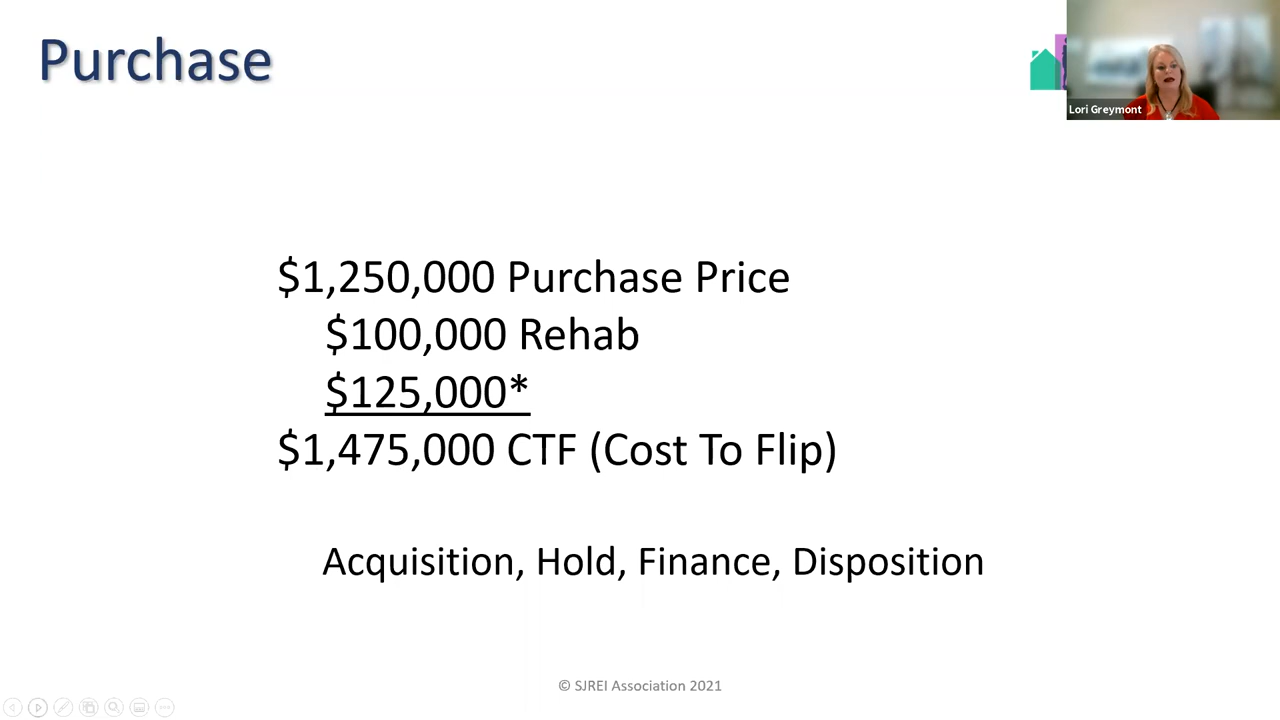 Purchase
Lori Greymont
$1,250,000 Purchase Price
$100,000 Rehab
$125,000*
$1,475,000 CTF (Cost To Flip)
Acquisition, Hold, Finance, Disposition
© SJREI Association 2021